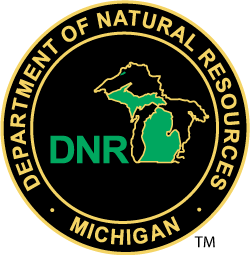 DEPARTMENT OF NATURAL RESOURCES
DNR
· MICHIGAN ·
TM